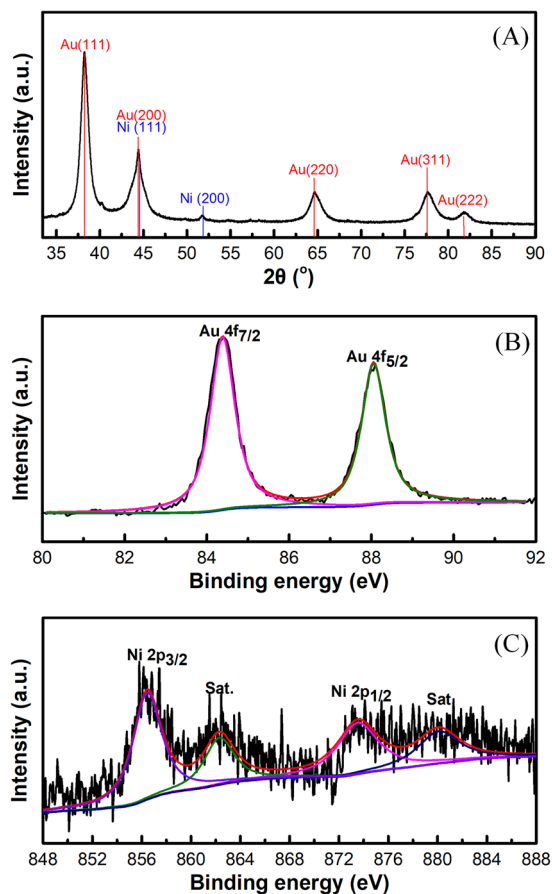 (A)
Au(111)
Au(200)
Ni (111)
Ni (200)
Au(220)
Au(311)
Au(222)
Intensity (a.u.)
35 40 45 50 55 60 65 70 75 80 85 90
2θ (°)
(B)
Au 4f7/2
Au 4f5/2
Intensity (a.u.)
80 82 84 86 88 90 92
Binding energy (eV)
(C)
Ni 2p3/2
Sat.
Ni 2p1/2
Sat
Intensity (a.u.)
848 852 856 860 864 868 872 876 880 884 888
Binding energy (eV)